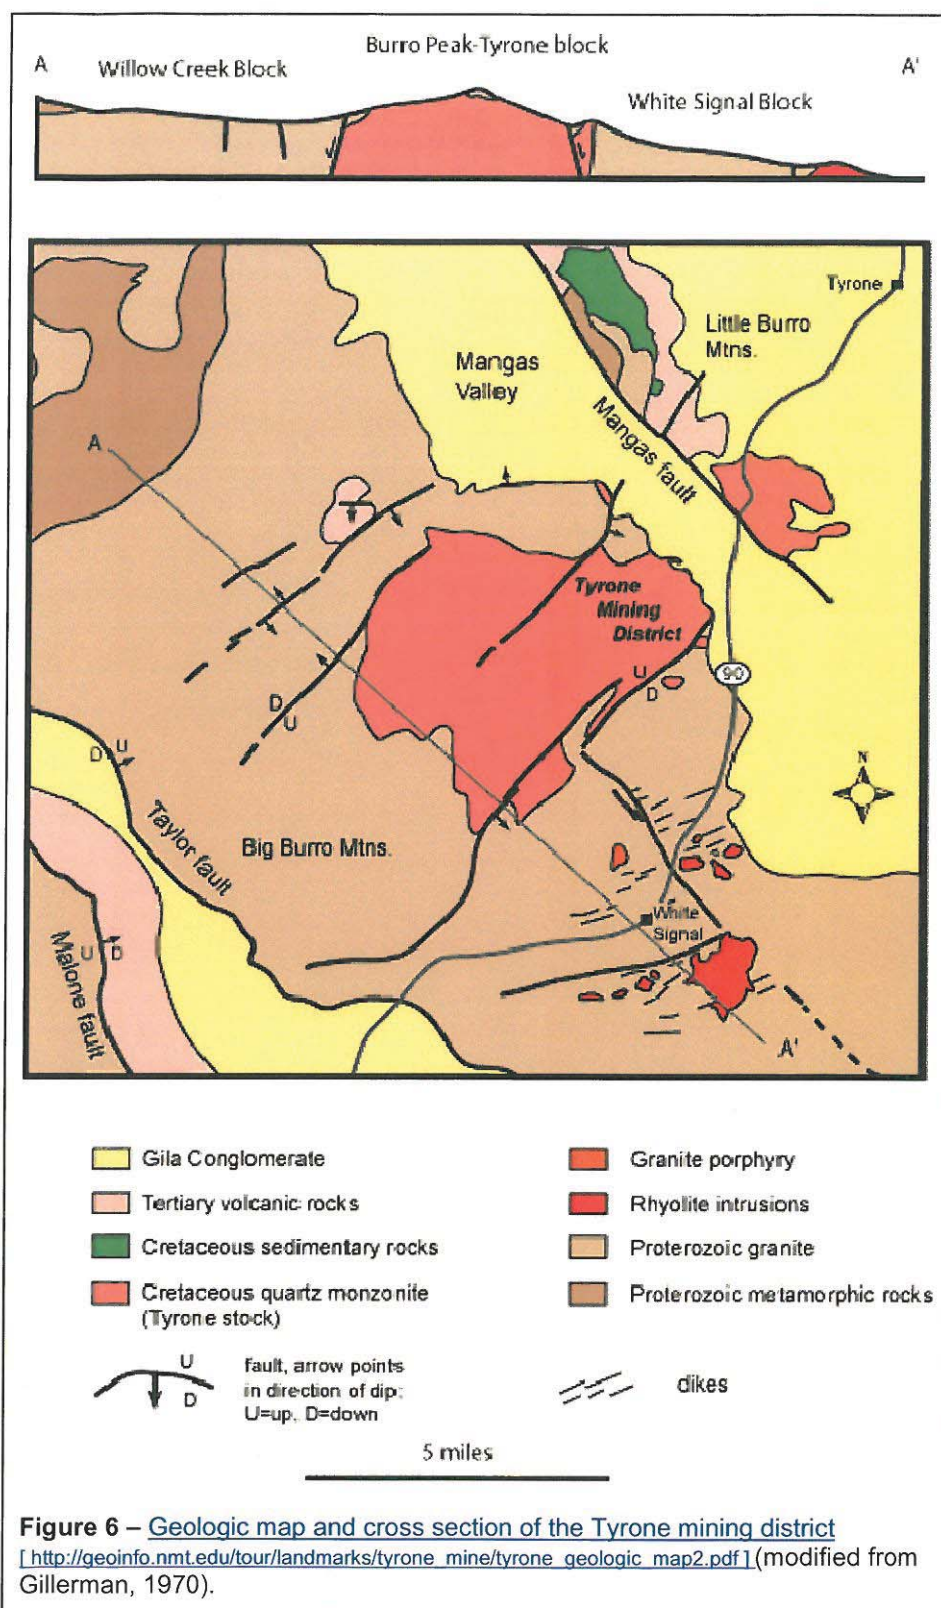 Burro Peak-Tyrone block
A
Willow Creek Block
A'
White Signal Block
Tyrone
Little Burro
Mtns.
Mangas
Valley
Mangas fault
A
Tyrone
Mining
District
U
D
90
D
U
N
D U
Taylor fault
Big Burro Mtns.
White
Signal
U D
Malone fault
A'
Gila Conglomerate
Granite porphyry
Tertiary volcanic rocks
Rhyolite intrusions
Cretaceous sedimentary rocks
Proterozoic granite
Cretaceous quartz monzonite
(Tyrone stock)
Proterozoic metamorphic rocks
U
D
fault, arrow points
in direction of dip;
U=up, D=down
dikes
5 miles
Figure 6 – Geologic map and cross section of the Tyrone mining district
[ http://geoinfo.nmt.edu/tour/landmarks/tyrone_mine/tyrone_geologic_map2.pdf ] (modified from
Gillerman, 1970).